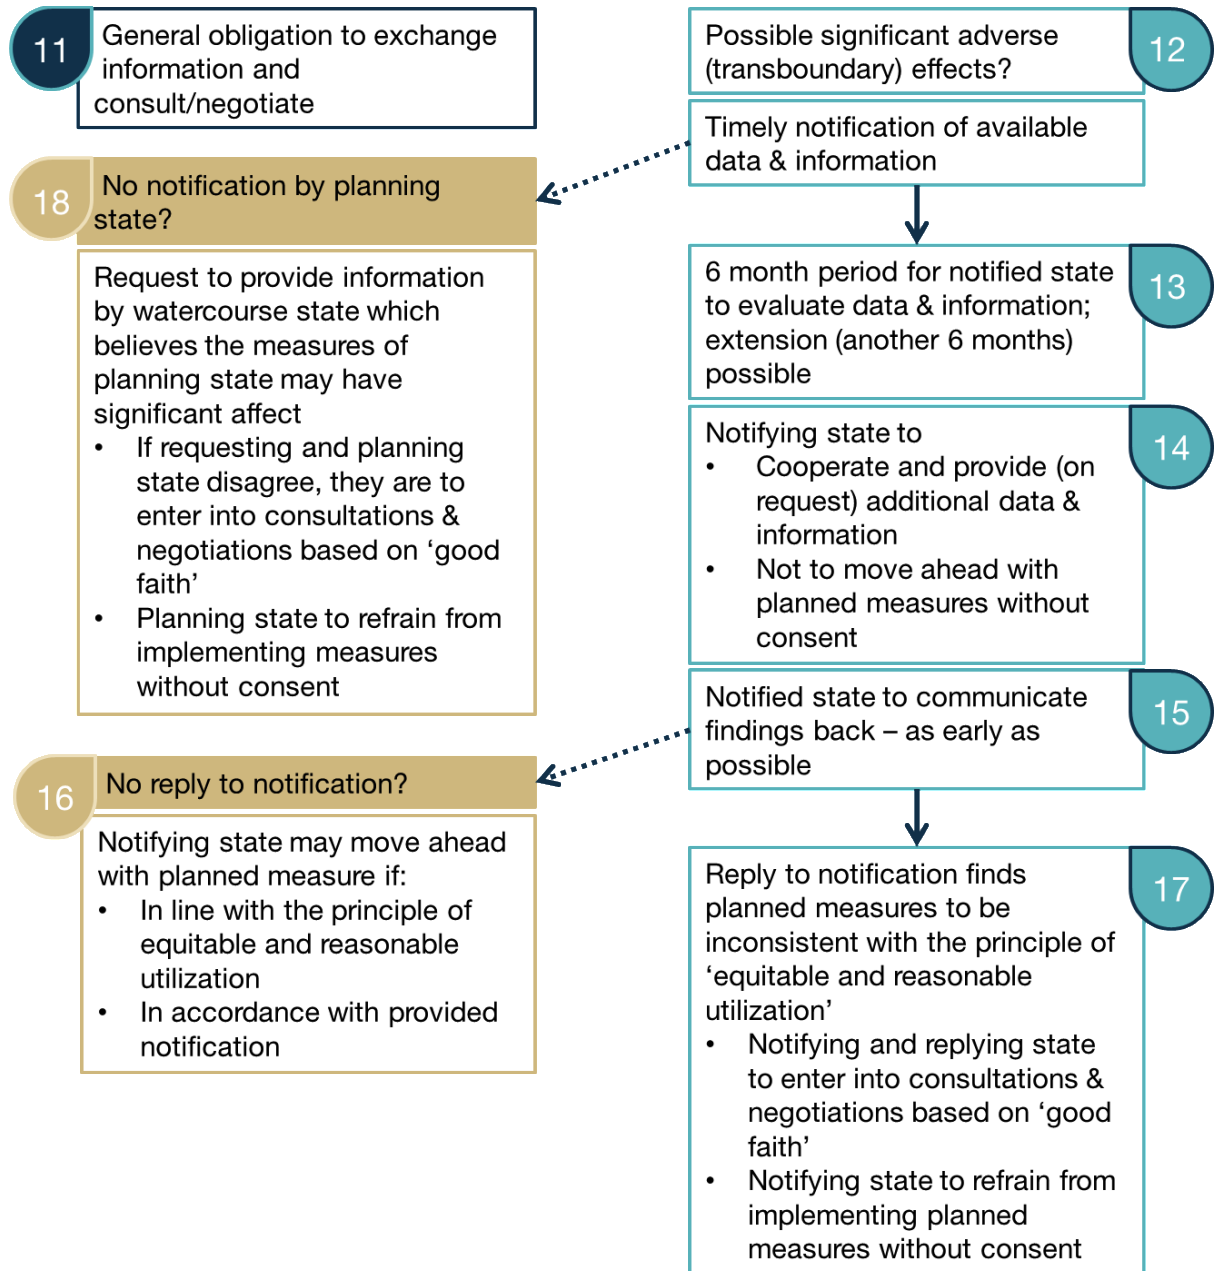 11
General obligation to exchange
information and
consult/negotiate
18
No notification by planning
state?
Request to provide information
by watercourse state which
believes the measures of
planning state may have
significant affect
• If requesting and planning
state disagree, they are to
enter into consultations &
negotiations based on ‘good
faith’
• Planning state to refrain from
implementing measures
without consent
16
No reply to notification?
Notifying state may move ahead
with planned measure if:
• In line with the principle of
equitable and reasonable
utilization
• In accordance with provided
notification
12
Possible significant adverse
(transboundary) effects?
Timely notification of available
data & information
13
6 month period for notified state
to evaluate data & information;
extension (another 6 months)
possible
14
Notifying state to
• Cooperate and provide (on
request) additional data &
information
• Not to move ahead with
planned measures without
consent
15
Notified state to communicate
findings back – as early as
possible
17
Reply to notification finds
planned measures to be
inconsistent with the principle of
‘equitable and reasonable
utilization’
• Notifying and replying state
to enter into consultations &
negotiations based on ‘good
faith’
• Notifying state to refrain from
implementing planned
measures without consent